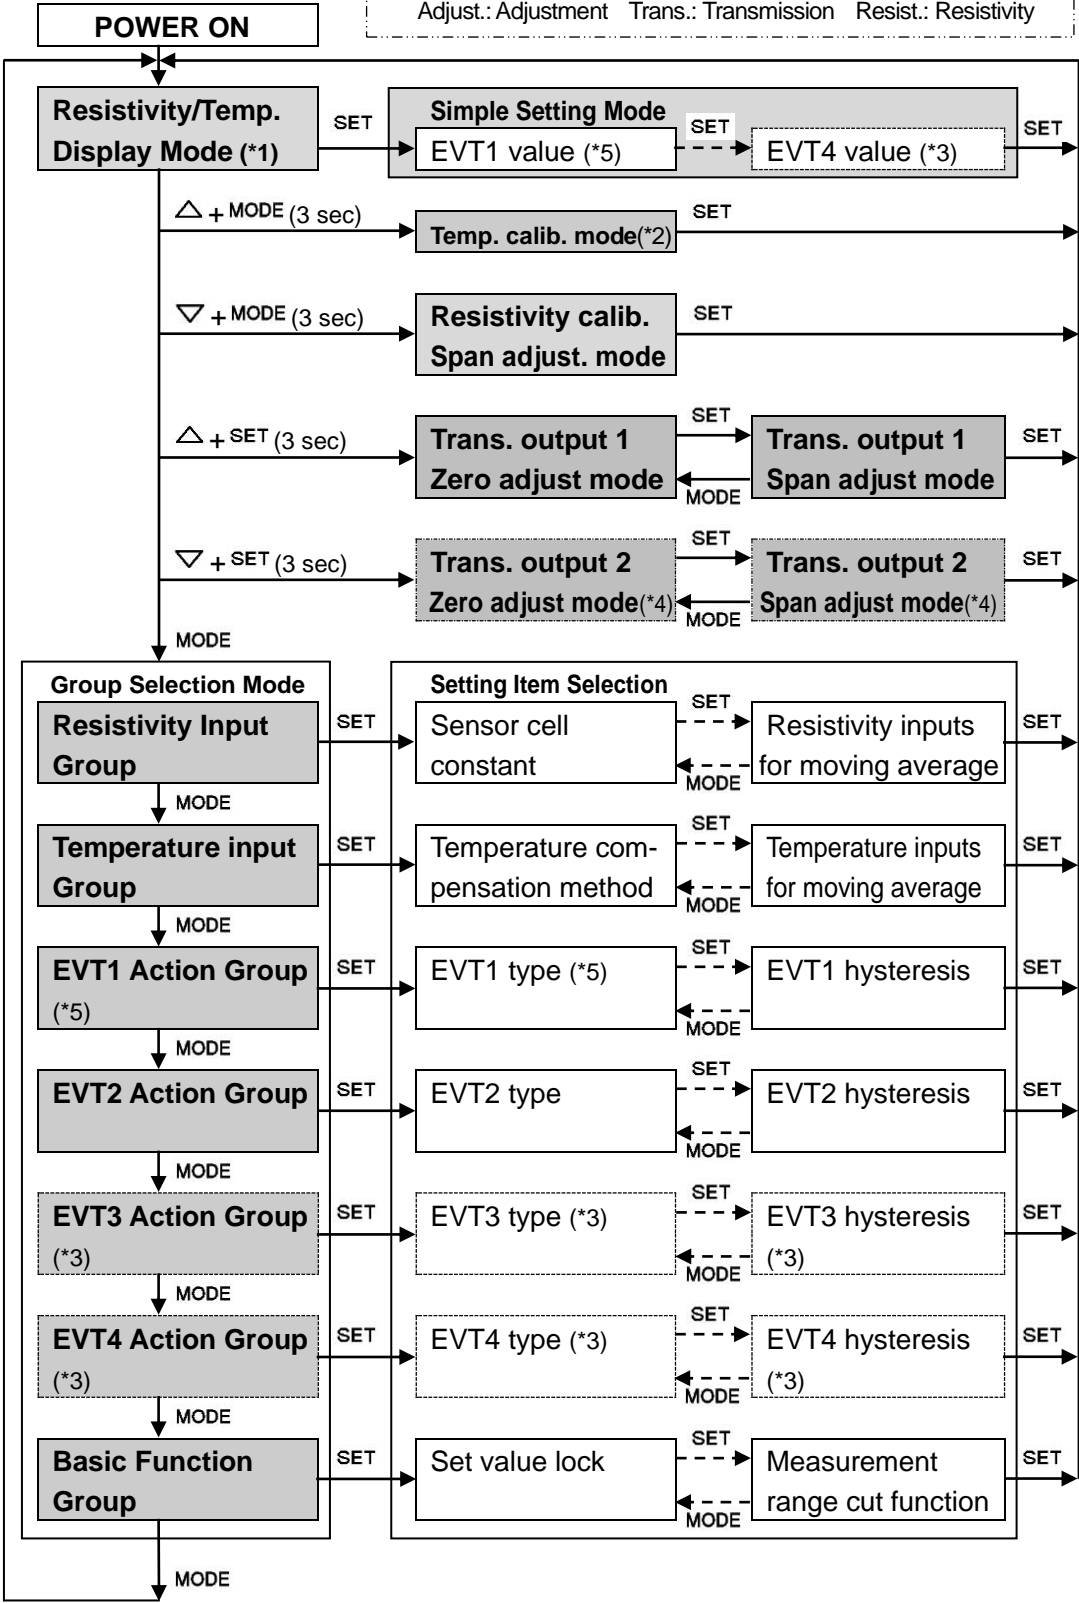 Adjust.: Adjustment Trans.: Transmission Resist.: Resistivity
POWER ON
Resistivity/Temp.
Display Mode (*1)
SET
Simple Setting Mode
EVT1 value (*5)
SET
EVT4 value (*3)
SET
△ + MODE (3 sec)
Temp. calib. mode(*2)
SET
▽ + MODE (3 sec)
Resistivity calib.
Span adjust. mode
SET
△ + SET (3 sec)
Trans. output 1
Zero adjust mode
SET
MODE
Trans. output 1
Span adjust mode
SET
▽ + SET (3 sec)
Trans. output 2
Zero adjust mode(*4)
SET
MODE
Trans. output 2
Span adjust mode(*4)
SET
MODE
Group Selection Mode
Setting Item Selection
Resistivity Input
Group
SET
Sensor cell
constant
SET
MODE
Resistivity inputs
for moving average
SET
MODE
Temperature input
Group
SET
Temperature com-
pensation method
SET
MODE
Temperature inputs
for moving average
SET
MODE
EVT1 Action Group
(*5)
SET
EVT1 type (*5)
SET
MODE
EVT1 hysteresis
SET
MODE
EVT2 Action Group
SET
EVT2 type
SET
MODE
EVT2 hysteresis
SET
MODE
EVT3 Action Group
(*3)
SET
EVT3 type (*3)
SET
MODE
EVT3 hysteresis
(*3)
SET
MODE
EVT4 Action Group
(*3)
SET
EVT4 type (*3)
SET
MODE
EVT4 hysteresis
(*3)
SET
MODE
Basic Function
Group
SET
Set value lock
SET
MODE
Measurement
range cut function
SET
MODE